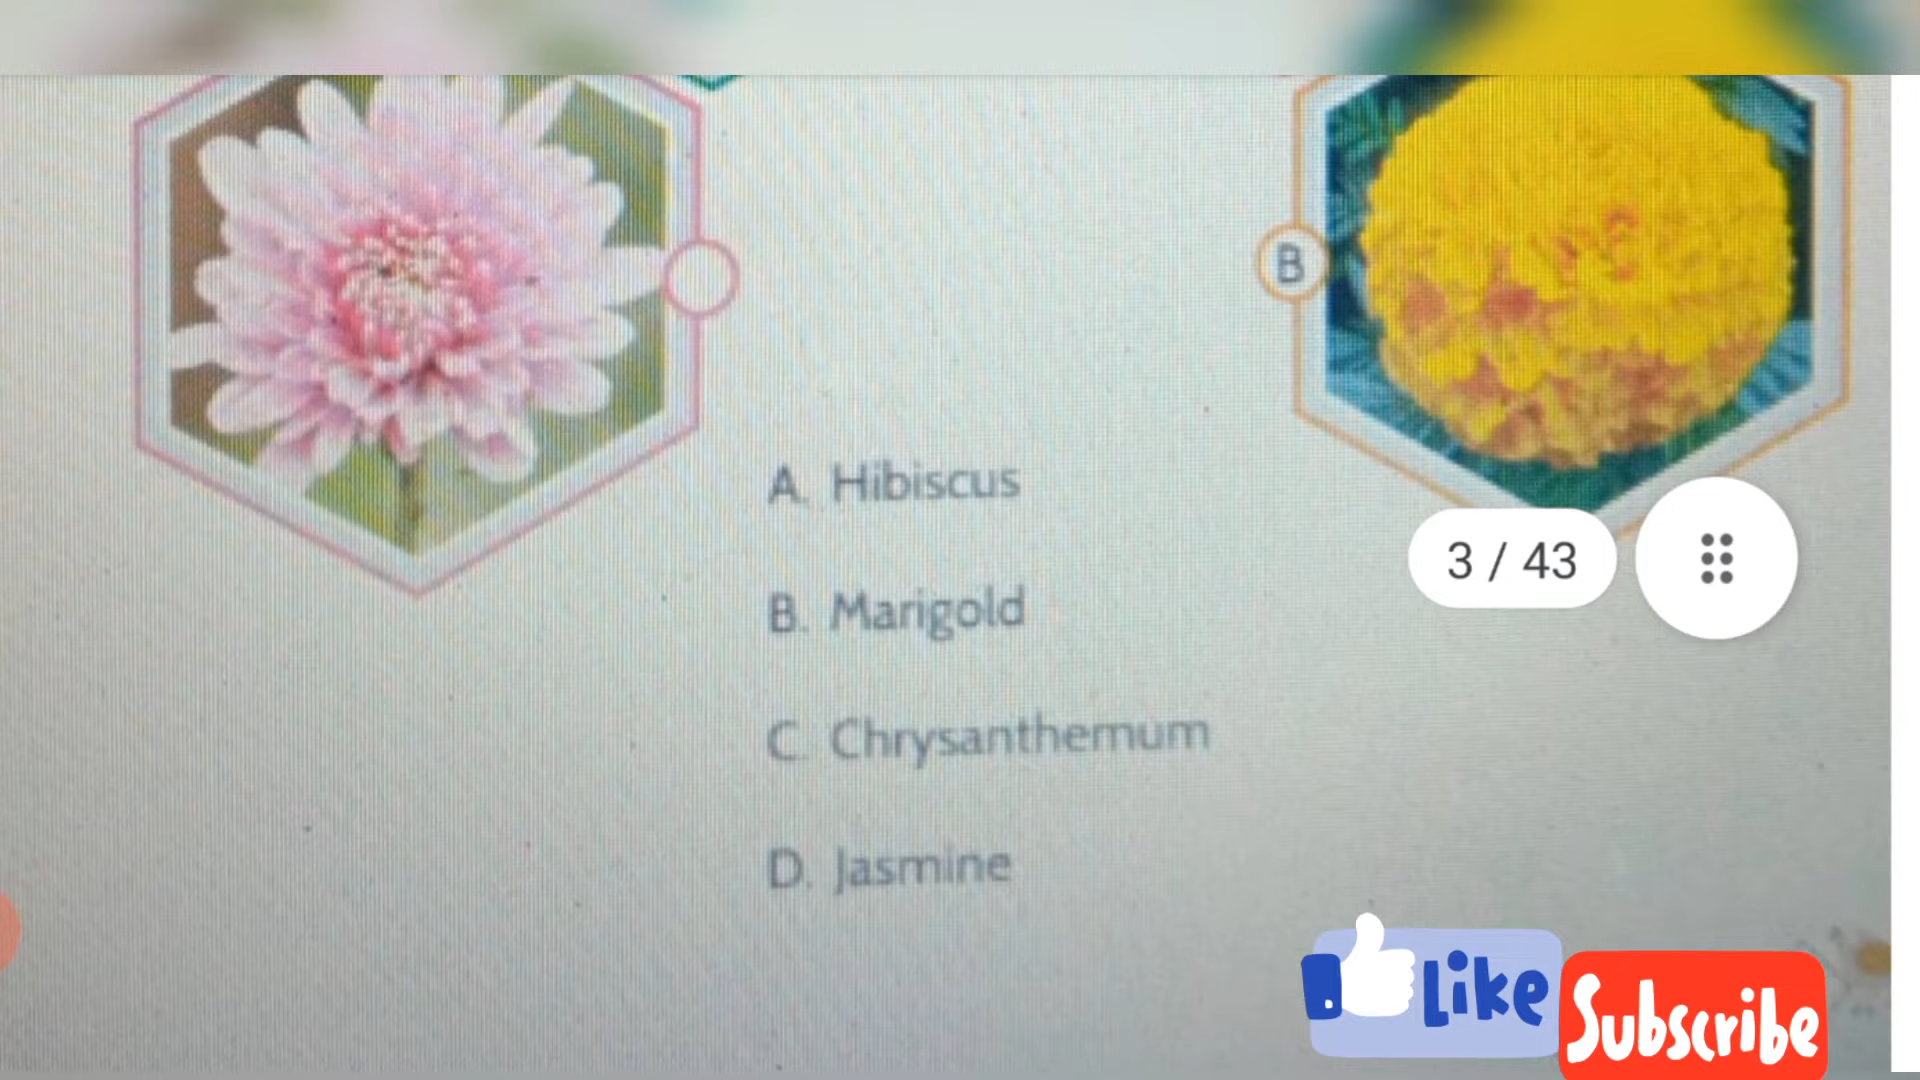 B
A. Hibiscus
3 / 43
B. Marigold
C. Chrysanthemum
D. Jasmine
Like
Subscribe